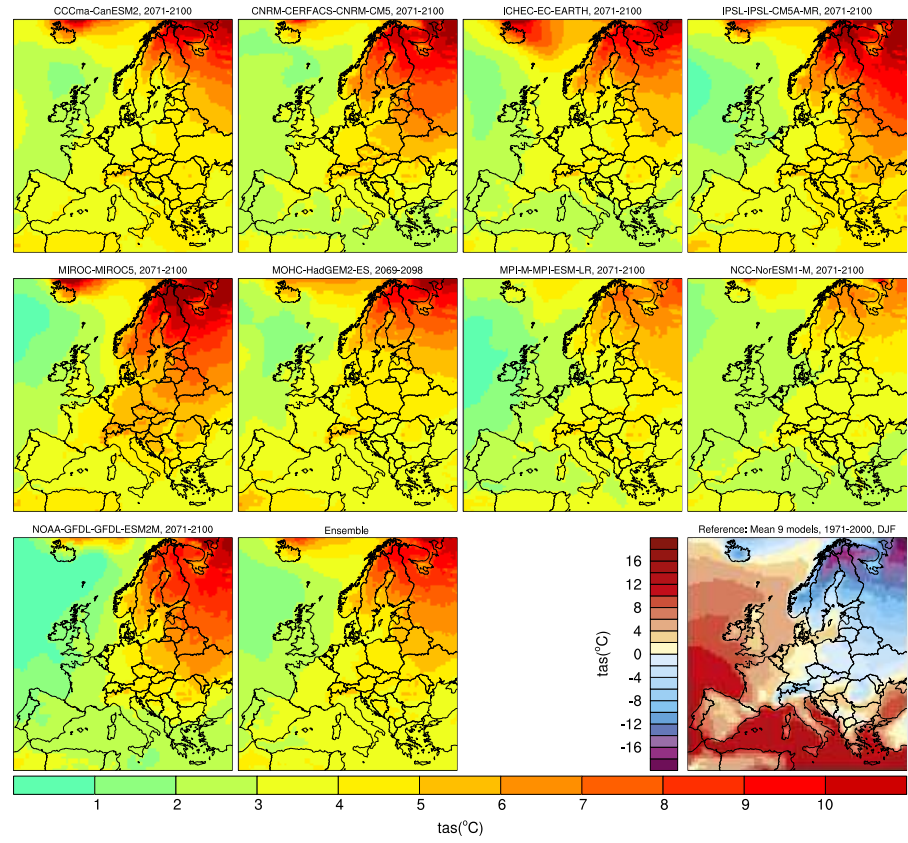 CCCma-CanESM2, 2071-2100
CNRM-CERFACS-CNRM-CM5, 2071-2100
ICHEC-EC-EARTH, 2071-2100
IPSL-IPSL-CM5A-MR, 2071-2100
MIROC-MIROC5, 2071-2100
MOHC-HadGEM2-ES, 2069-2098
MPI-M-MPI-ESM-LR, 2071-2100
NCC-NorESM1-M, 2071-2100
NOAA-GFDL-GFDL-ESM2M, 2071-2100
Ensemble
Reference: Mean 9 models, 1971-2000, DJF
tas(°C)
16
12
8
4
0
-4
-8
-12
-16
1 2 3 4 5 6 7 8 9 10
tas(°C)